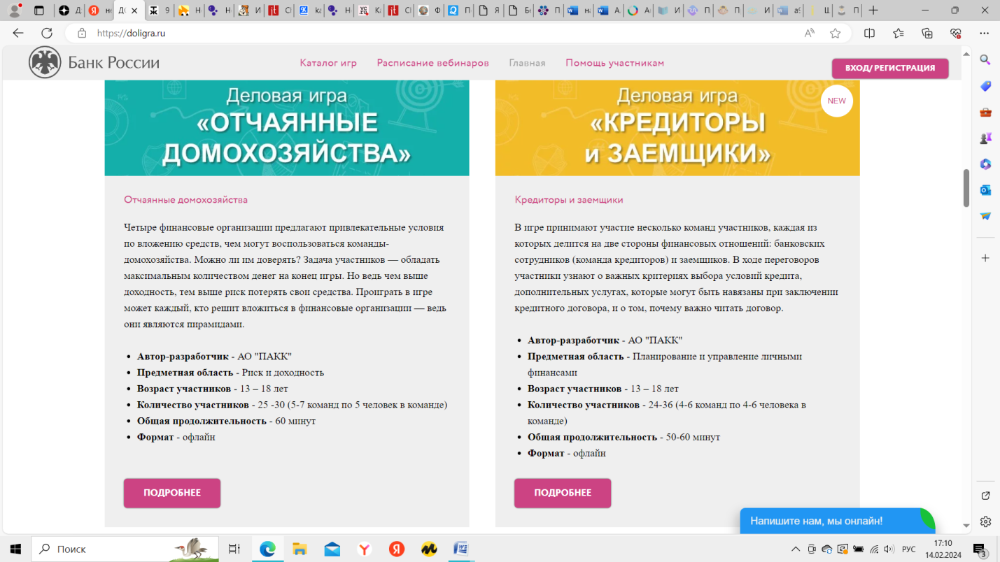 https://doligra.ru
Банк России
Каталог игр
Расписание вебинаров
Главная
Помощь участникам
ВХОД/ РЕГИСТРАЦИЯ
Деловая игра
«ОТЧАЯННЫЕ
ДОМОХОЗЯЙСТВА»
Отчаянные домохозяйства
Четыре финансовые организации предлагают привлекательные условия
по вложению средств, чем могут воспользоваться команды-
домохозяйства. Можно ли им доверять? Задача участников — обладать
максимальным количеством денег на конец игры. Но ведь чем выше
доходность, тем выше риск потерять свои средства. Проиграть в игре
может каждый, кто решит вложиться в финансовые организации — ведь
они являются пирамидами.
Автор-разработчик - АО "ПАКК"
Предметная область - Риск и доходность
Возраст участников - 13 – 18 лет
Количество участников - 25 -30 (5-7 команд по 5 человек в команде)
Общая продолжительность - 60 минут
Формат - офлайн
ПОДРОБНЕЕ
Деловая игра
«КРЕДИТОРЫ
и ЗАЕМЩИКИ»
NEW
Кредиторы и заемщики
В игре принимают участие несколько команд участников, каждая из
которых делится на две стороны финансовых отношений: банковских
сотрудников (команда кредиторов) и заемщиков. В ходе переговоров
участники узнают о важных критериях выбора условий кредита,
дополнительных услугах, которые могут быть навязаны при заключении
кредитного договора, и о том, почему важно читать договор.
Автор-разработчик - АО "ПАКК"
Предметная область - Планирование и управление личными
финансами
Возраст участников - 13 – 18 лет
Количество участников - 24-36 (4-6 команд по 4-6 человека в
команде)
Общая продолжительность - 50-60 минут
Формат - офлайн
ПОДРОБНЕЕ
Напишите нам, мы онлайн!
Поиск
РУС
17:10
14.02.2024
3